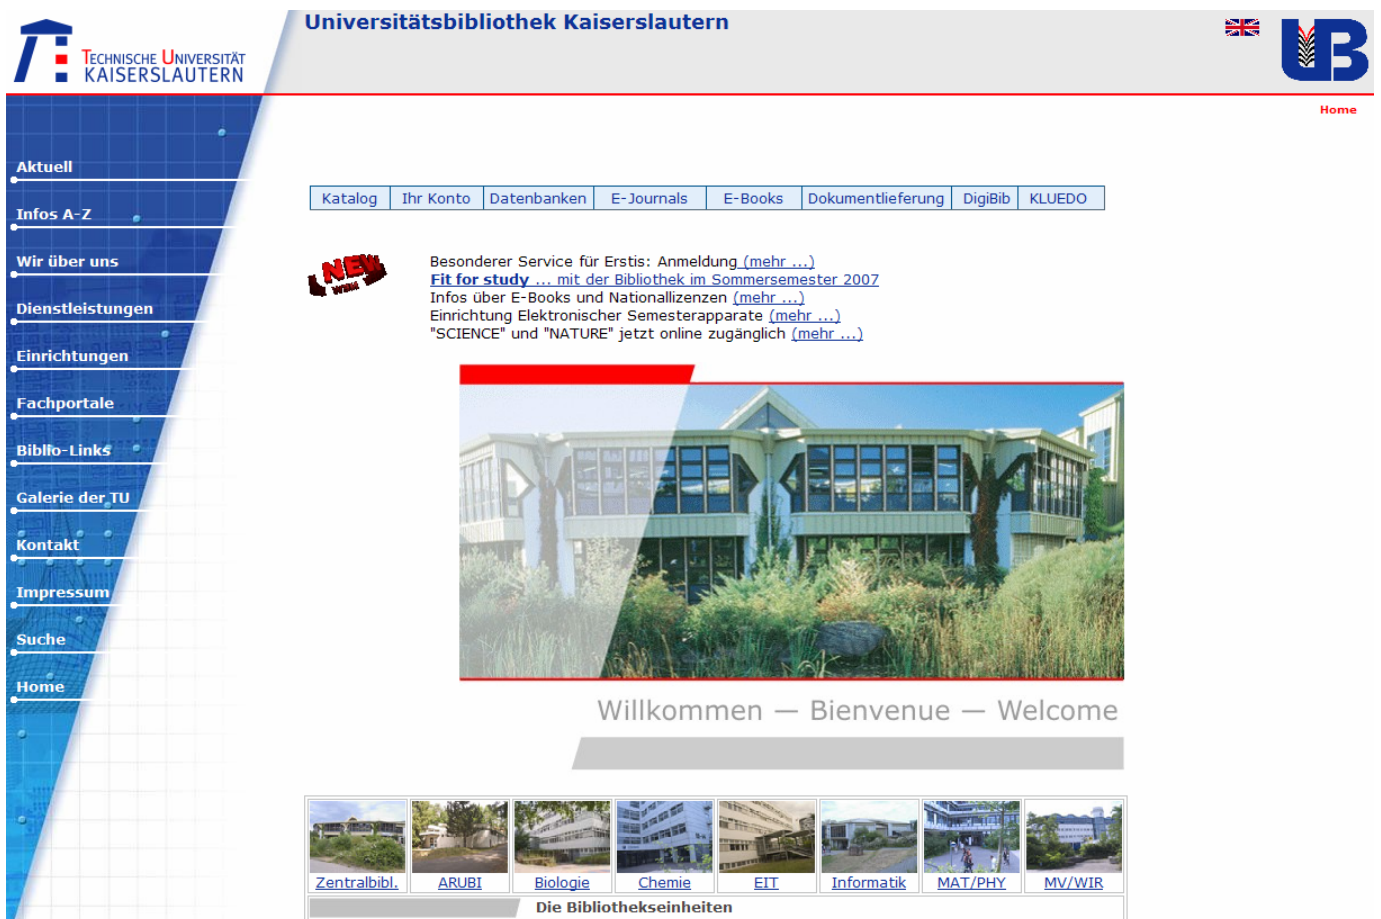 Universitätsbibliothek Kaiserslautern
TECHNISCHE UNIVERSITÄT
KAISERSLAUTERN
UB
Home
Aktuell
Infos A-Z
Wir über uns
Dienstleistungen
Einrichtungen
Fachportale
Biblio-Links
Galerie der TU
Kontakt
Impressum
Suche
Home
Katalog Ihr Konto Datenbanken E-Journals E-Books Dokumentlieferung DigiBib KLUEDO
NEW
Besonderer Service für Erstis: Anmeldung (mehr ...)
Fit for study ... mit der Bibliothek im Sommersemester 2007
Infos über E-Books und Nationallizenzen (mehr ...)
Einrichtung Elektronischer Semesterapparate (mehr ...)
"SCIENCE" und "NATURE" jetzt online zugänglich (mehr ...)
Willkommen — Bienvenue — Welcome
Zentralbibl. ARUBI Biologie Chemie EIT Informatik MAT/PHY MV/WIR
Die Bibliothekseinheiten